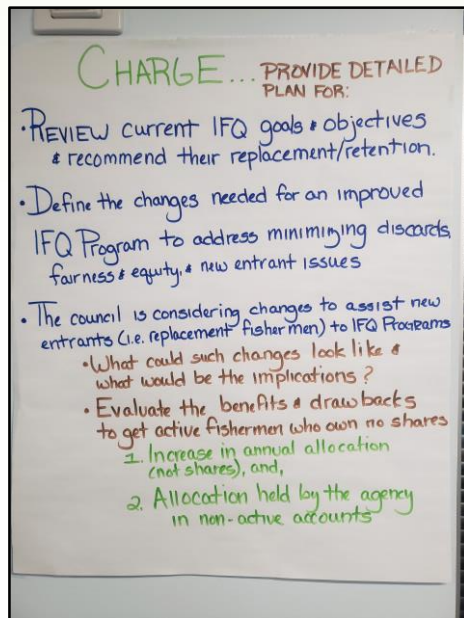 CHARGE... PROVIDE DETAILED
PLAN FOR:
• REVIEW current IFQ goals & objectives
& recommend their replacement/retention.
• Define the changes needed for an improved
IFQ Program to address minimizing discards,
fairness & equity, & new entrant issues
• The council is considering changes to assist new
entrants (i.e. replacement fishermen) to IFQ Programs
• What could such changes look like &
what would be the implications?
• Evaluate the benefits & drawbacks
to get active fishermen who own no shares
1. Increase in annual allocation
(not shares), and,
2. Allocation held by the agency
in non-active accounts